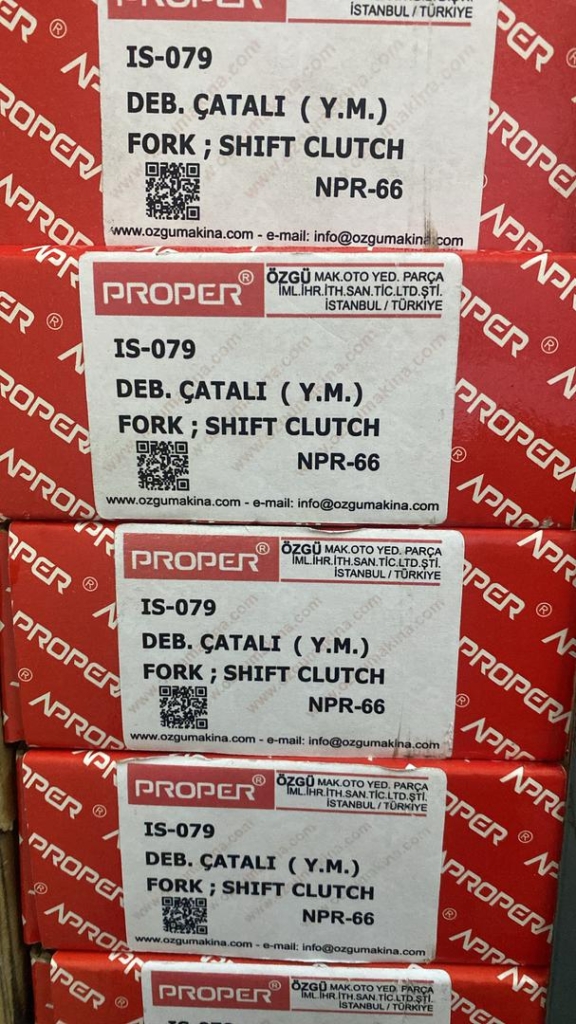 PROPER
İSTANBUL / TÜRKİYE
IS-079
DEB. ÇATALI ( Y.M.)
FORK ; SHIFT CLUTCH
NPR-66
www.ozgumakina.com - e-mail: info@ozgumakina.com
PROPER®
ÖZGÜ MAK.OTO YED. PARÇA
İML.İHR.İTH.SAN.TİC.LTD.ŞTİ.
İSTANBUL / TÜRKİYE
IS-079
DEB. ÇATALI ( Y.M.)
FORK ; SHIFT CLUTCH
NPR-66
www.ozgumakina.com - e-mail: info@ozgumakina.com
PROPER®
ÖZGÜ MAK.OTO YED. PARÇA
İML.İHR.İTH.SAN.TİC.LTD.ŞTİ.
İSTANBUL / TÜRKİYE
IS-079
DEB. ÇATALI ( Y.M.)
FORK ; SHIFT CLUTCH
NPR-66
www.ozgumakina.com - e-mail: info@ozgumakina.com
PROPER®
ÖZGÜ MAK.OTO YED. PARÇA
İML.İHR.İTH.SAN.TİC.LTD.ŞTİ.
İSTANBUL / TÜRKİYE
IS-079
DEB. ÇATALI ( Y.M.)
FORK ; SHIFT CLUTCH
NPR-66
www.ozgumakina.com - e-mail: info@ozgumakina.com
PROPER®
ÖZGÜ MAK.OTO YED. PARÇA
İML.İHR.İTH.SAN.TİC.LTD.ŞTİ.
İSTANBUL / TÜRKİYE
IS-079